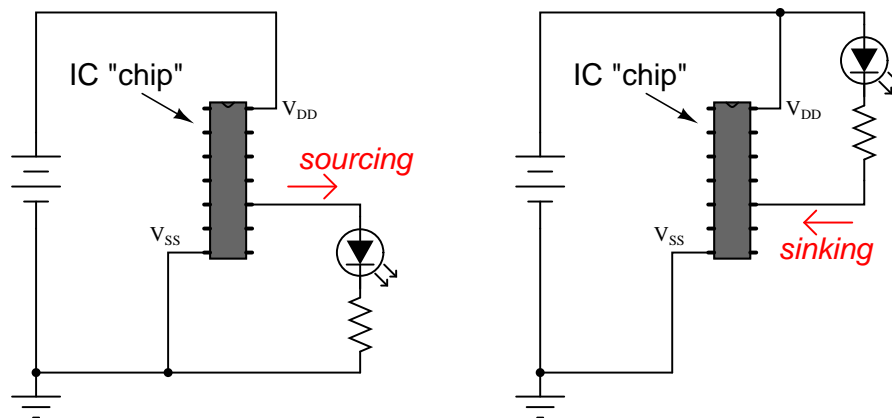 IC "chip"
VDD
sourcing
VSS
IC "chip"
VDD
VSS
sinking